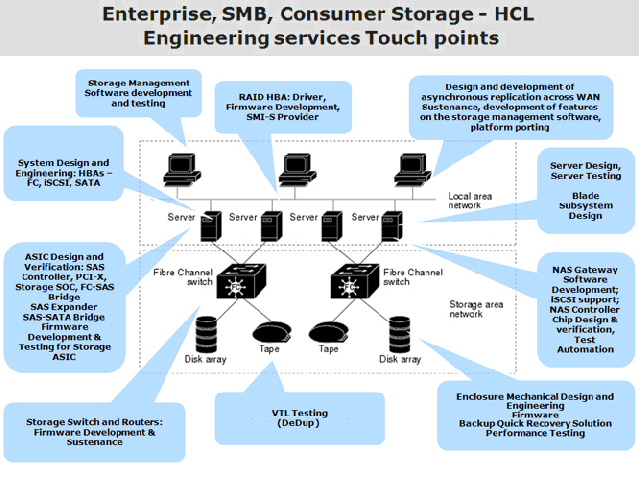 Enterprise, SMB, Consumer Storage - HCL
Engineering services Touch points
Storage Management
Software development
and testing
RAID HBA: Driver,
Firmware Development,
SMI-S Provider
Design and development of
asynchronous replication across WAN
Sustenance, development of features
on the storage management software,
platform porting
System Design and
Engineering: HBAs –
FC, iSCSI, SATA
Server Design,
Server Testing
Blade
Subsystem
Design
Local area
network
Server
Server
Server
Server
ASIC Design and
Verification: SAS
Controller, PCI-X,
Storage SOC, FC-SAS
Bridge
SAS Expander
SAS-SATA Bridge
Firmware
Development &
Testing for Storage
ASIC
Fibre Channel
switch
FC
Fibre Channel
switch
FC
NAS Gateway
Software
Development;
iSCSI support;
NAS Controller
Chip Design &
verification,
Test
Automation
Storage area
network
Disk array
Tape
Tape
Disk array
Storage Switch and Routers:
Firmware Development &
Sustenance
VTL Testing
(DeDup)
Enclosure Mechanical Design and
Engineering
Firmware
Backup Quick Recovery Solution
Performance Testing